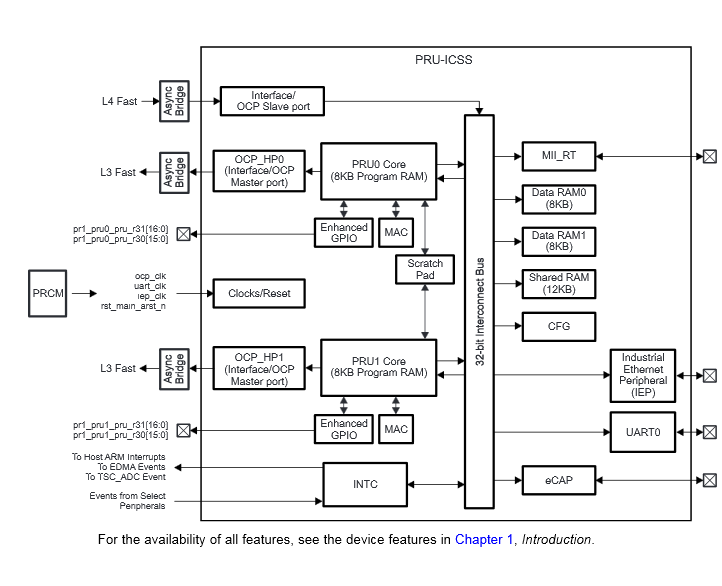 PRU-ICSS
L4 Fast
Async
Bridge
Interface/
OCP Slave port
L3 Fast
Async
Bridge
OCP_HP0
(Interface/OCP
Master port)
PRU0 Core
(8KB Program RAM)
MII_RT
Data RAM0
(8KB)
pr1_pru0_pru_r31[16:0]
pr1_pru0_pru_r30[15:0]
Enhanced
GPIO
MAC
Data RAM1
(8KB)
Scratch
Pad
32-bit Interconnect Bus
Shared RAM
(12KB)
PRCM
ocp_clk
uart_clk
iep_clk
rst_main_arst_n
Clocks/Reset
CFG
L3 Fast
Async
Bridge
OCP_HP1
(Interface/OCP
Master port)
PRU1 Core
(8KB Program RAM)
Industrial
Ethernet
Peripheral
(IEP)
pr1_pru1_pru_r31[16:0]
pr1_pru1_pru_r30[15:0]
Enhanced
GPIO
MAC
UART0
To Host ARM Interrupts
To EDMA Events
To TSC_ADC Event
INTC
eCAP
Events from Select
Peripherals
For the availability of all features, see the device features in Chapter 1, Introduction.